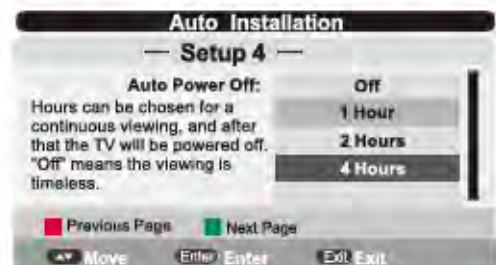 Auto Installation
— Setup 4 —
Auto Power Off:
Hours can be chosen for a
continuous viewing, and after
that the TV will be powered off.
"Off" means the viewing is
timeless.
Off
1 Hour
2 Hours
4 Hours
Previous Page Next Page
Move Enter Enter Exit Exit